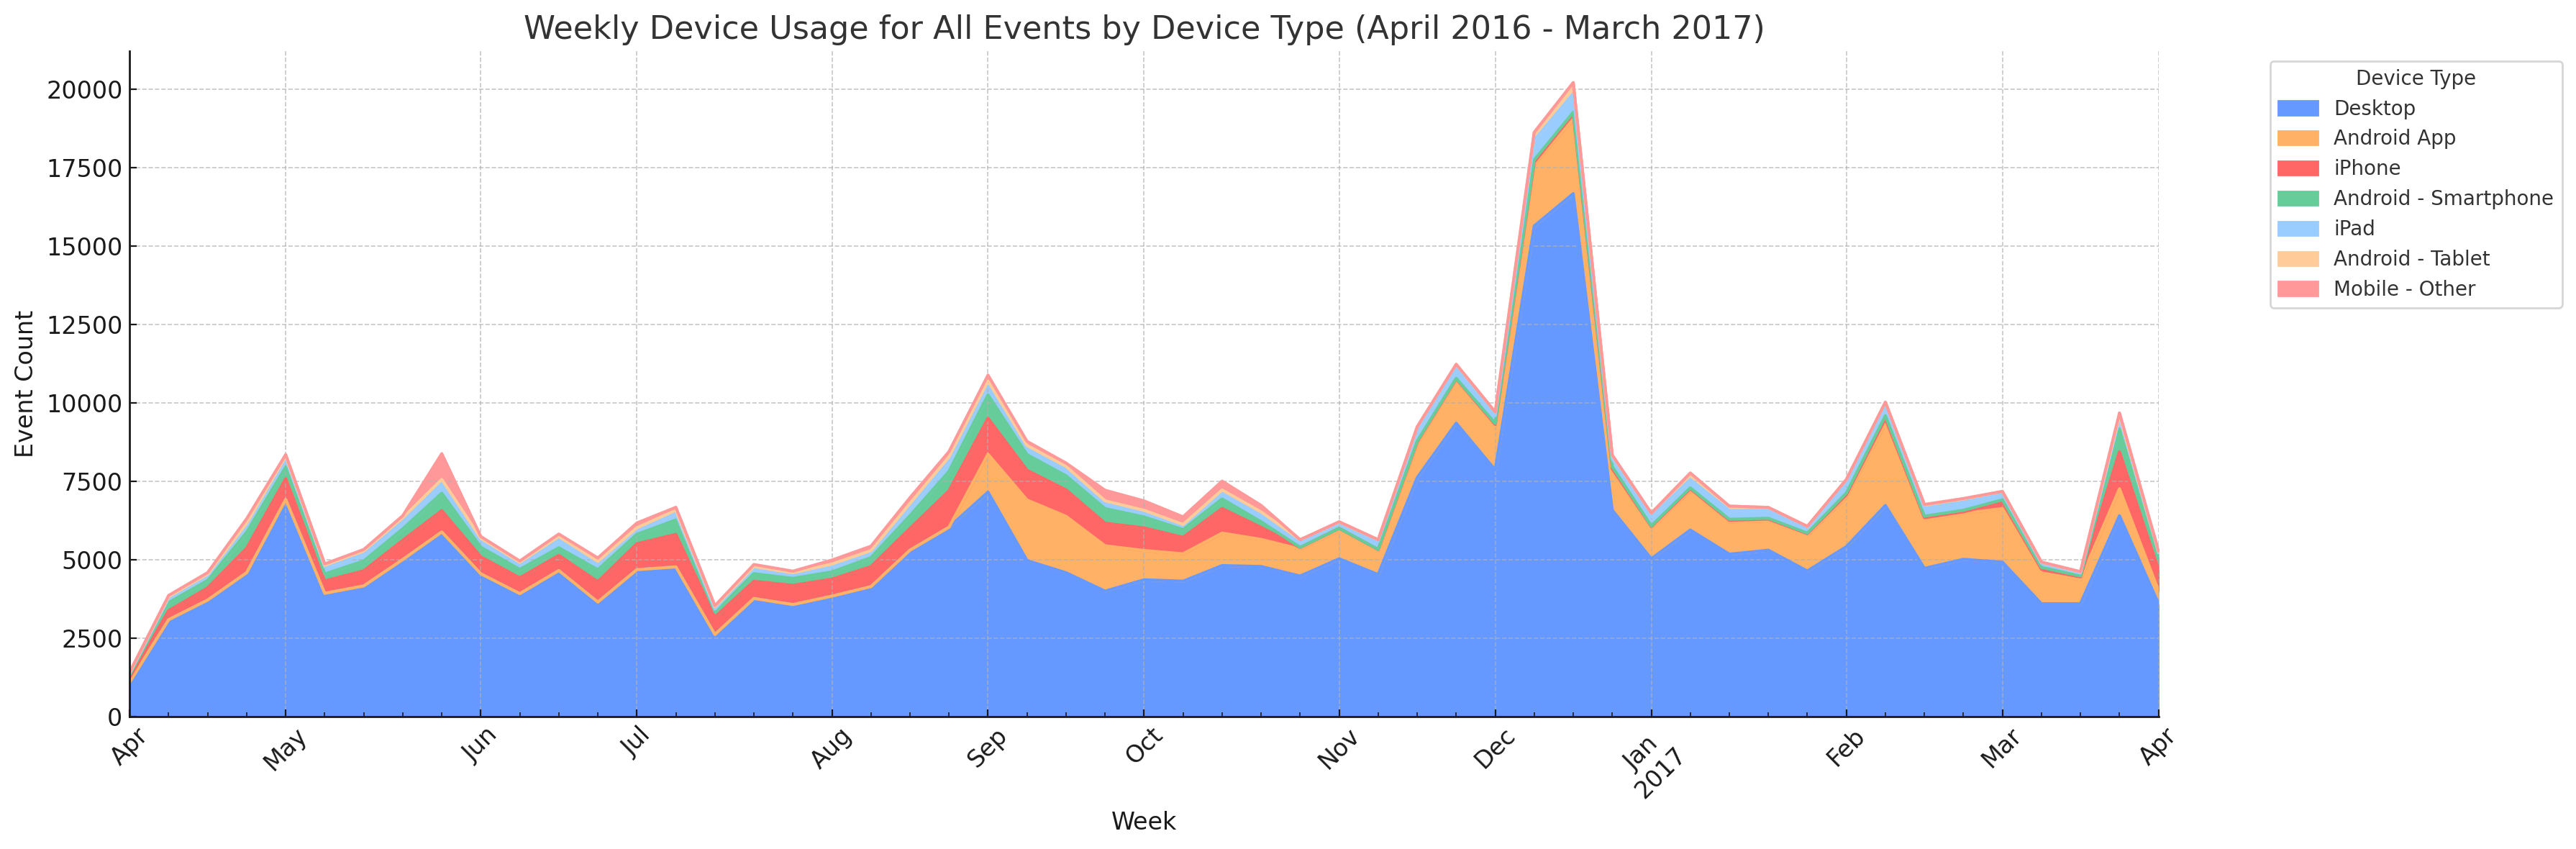 Weekly Device Usage for All Events by Device Type (April 2016 - March 2017)
Event Count
20000
17500
15000
12500
10000
7500
5000
2500
0
Apr
May
Jun
Jul
Aug
Sep
Oct
Nov
Dec
Jan
2017
Feb
Mar
Apr
Week
Device Type
Desktop
Android App
iPhone
Android - Smartphone
iPad
Android - Tablet
Mobile - Other